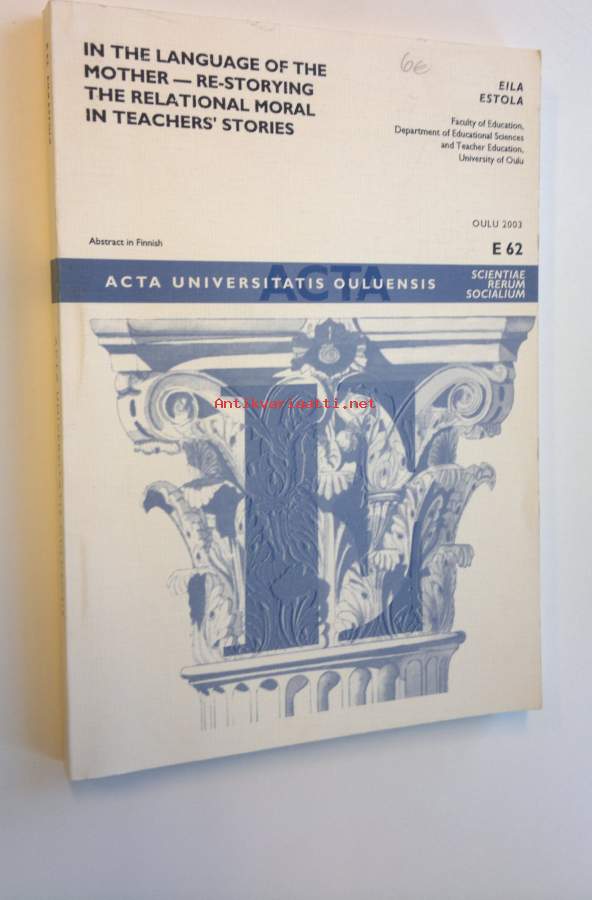 IN THE LANGUAGE OF THE
MOTHER — RE-STORYING
THE RELATIONAL MORAL
IN TEACHERS' STORIES
6€
EILA
ESTOLA
Faculty of Education,
Department of Educational Sciences
and Teacher Education,
University of Oulu
OULU 2003
Abstract in Finnish
E 62
ACTA
ACTA UNIVERSITATIS OULUENSIS
SCIENTIAE
RERUM
SOCIALIUM
Antikvariaatti.net